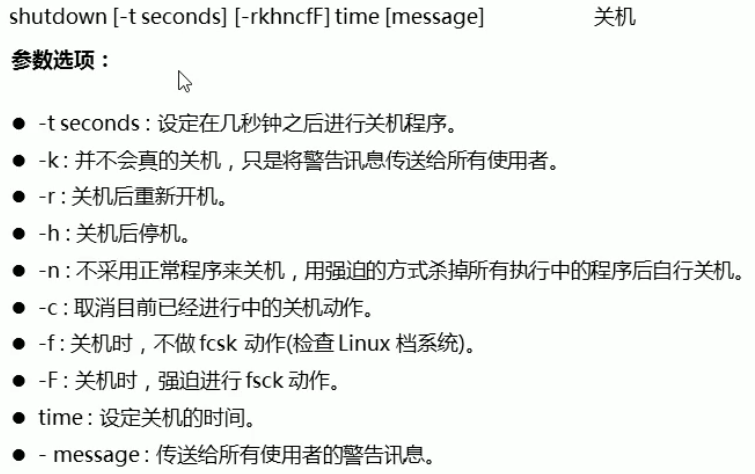 shutdown [-t seconds] [-rkhncfF] time [message] 关机
参数选项：
● -t seconds : 设定在几秒钟之后进行关机程序。
● -k : 并不会真的关机，只是将警告讯息传送给所有使用者。
● -r : 关机后重新开机。
● -h : 关机后停机。
● -n : 不采用正常程序来关机，用强迫的方式杀掉所有执行中的程序后自行关机。
● -c : 取消目前已经进行中的关机动作。
● -f : 关机时，不做 fcsk 动作(检查 Linux 档系统)。
● -F : 关机时，强迫进行 fsck 动作。
● time : 设定关机的时间。
● - message : 传送给所有使用者的警告讯息。